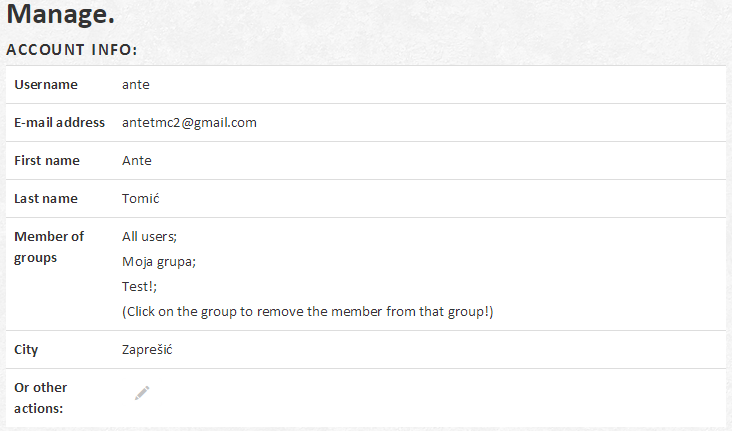 Manage.
ACCOUNT INFO:
Username ante
E-mail address antetmc2@gmail.com
First name Ante
Last name Tomić
Member of groups All users;
Moja grupa;
Test!;
(Click on the group to remove the member from that group!)
City Zaprešić
Or other actions: